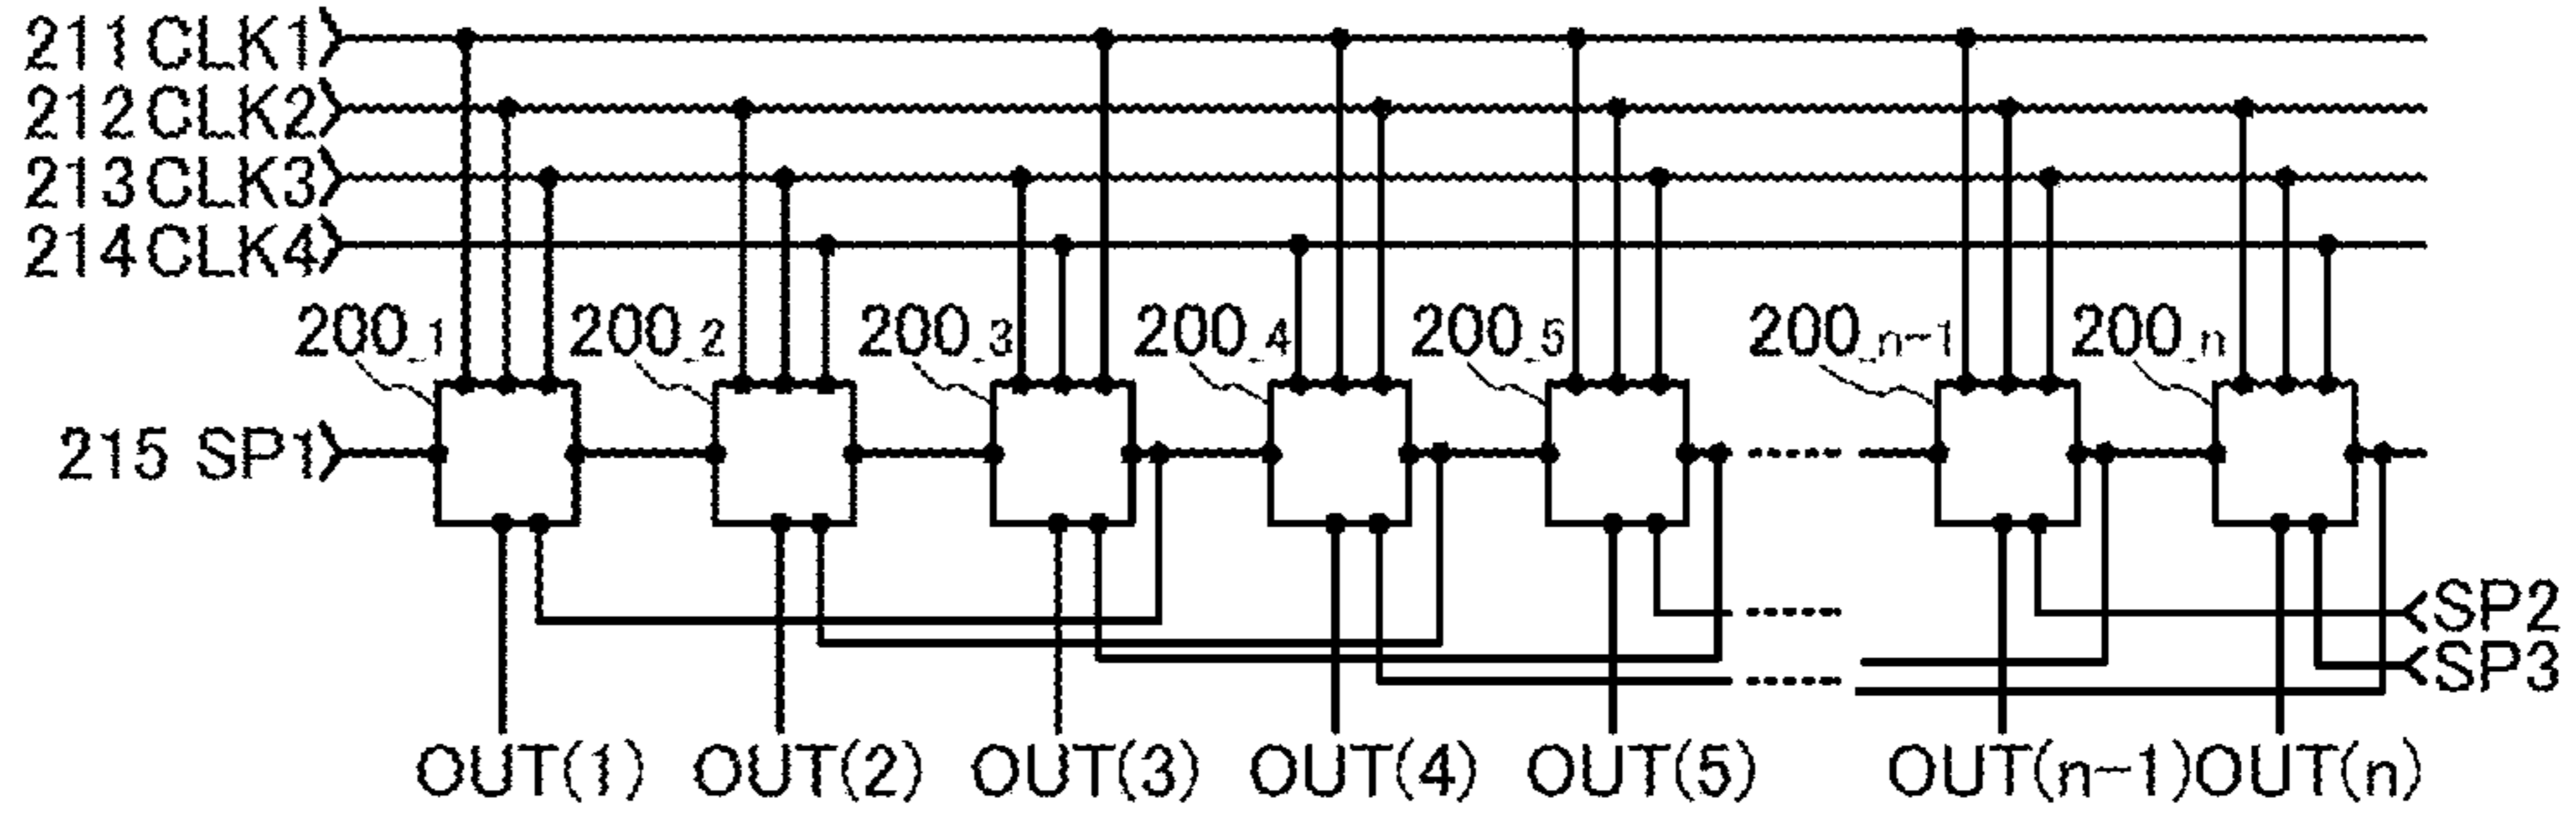 211 CLK1
212 CLK2
213 CLK3
214 CLK4
200_1 200_2 200_3 200_4 200_5 200_n-1 200_n
215 SP1
SP2
SP3
OUT(1) OUT(2) OUT(3) OUT(4) OUT(5) OUT(n-1) OUT(n)